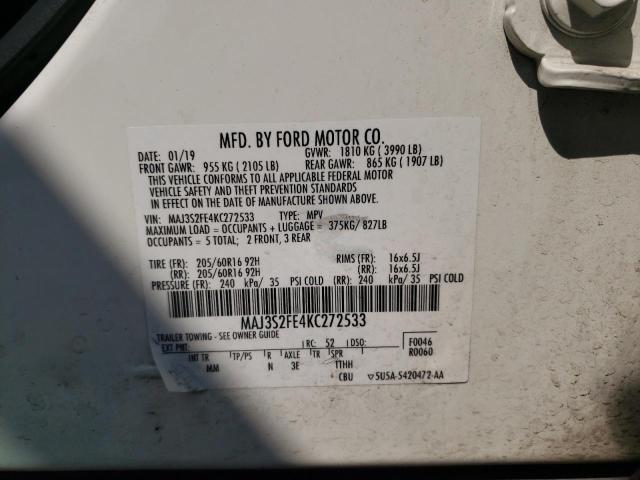 MFD. BY FORD MOTOR CO.
DATE: 01/19 GVWR: 1810 KG ( 3990 LB)
FRONT GAWR: 955 KG ( 2105 LB) REAR GAWR: 865 KG ( 1907 LB)
THIS VEHICLE CONFORMS TO ALL APPLICABLE FEDERAL MOTOR
VEHICLE SAFETY AND THEFT PREVENTION STANDARDS
IN EFFECT ON THE DATE OF MANUFACTURE SHOWN ABOVE.
VIN: MAJ3S2FE4KC272533 TYPE: MPV
MAXIMUM LOAD = OCCUPANTS + LUGGAGE = 375KG/ 827LB
OCCUPANTS = 5 TOTAL; 2 FRONT, 3 REAR
TIRE (FR): 205/60R16 92H RIMS (FR): 16x6.5J
(RR): 205/60R16 92H (RR): 16x6.5J
PRESSURE (FR): 240 kPa/ 35 PSI COLD (RR): 240 kPa/ 35 PSI COLD
MAJ3S2FE4KC272533
TRAILER TOWING - SEE OWNER GUIDE
EXT PNT: RC: 52 DSO: F0046
INT TR TP/PS R AXLE TR SPR R0060
MM N 3E TTHH
CBU 5U5A-5420472-AA